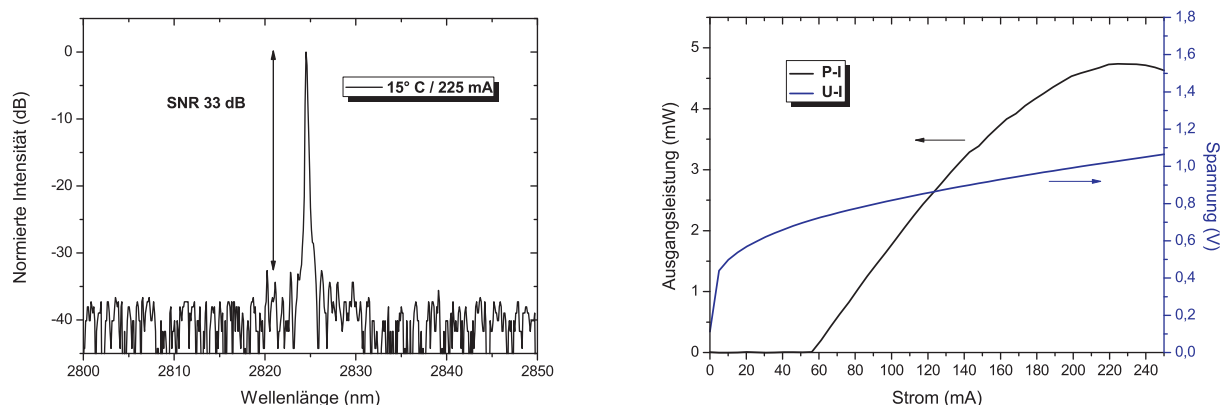 0
-10
-20
-30
-40
2800 2810 2820 2830 2840 2850
Normierte Intensität (dB)
Wellenlänge (nm)
SNR 33 dB
15° C / 225 mA
5
4
3
2
1
0
0 20 40 60 80 100 120 140 160 180 200 220 240
1,8
1,6
1,4
1,2
1,0
0,8
0,6
0,4
0,2
0,0
Ausgangsleistung (mW)
Strom (mA)
Spannung (V)
P-I
U-I